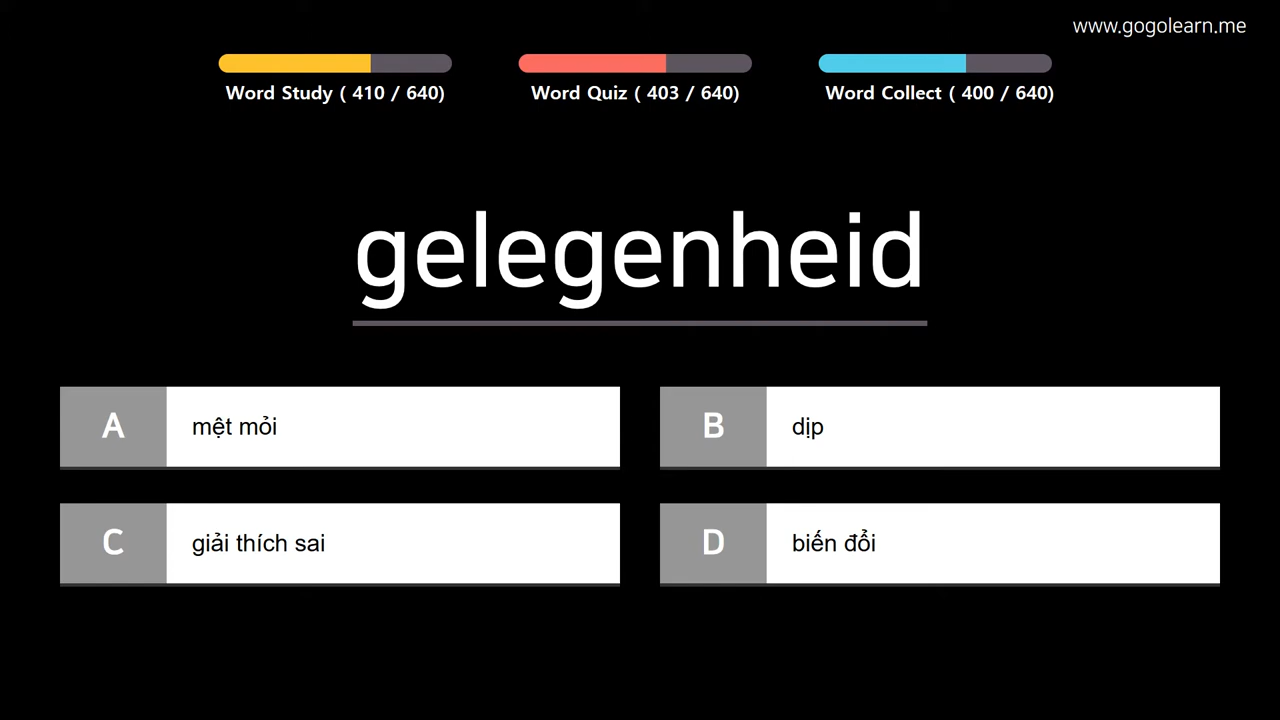 www.gogolearn.me
Word Study ( 410 / 640)
Word Quiz ( 403 / 640)
Word Collect ( 400 / 640)
gelegenheid
A mệt mỏi
B dịp
C giải thích sai
D biến đổi